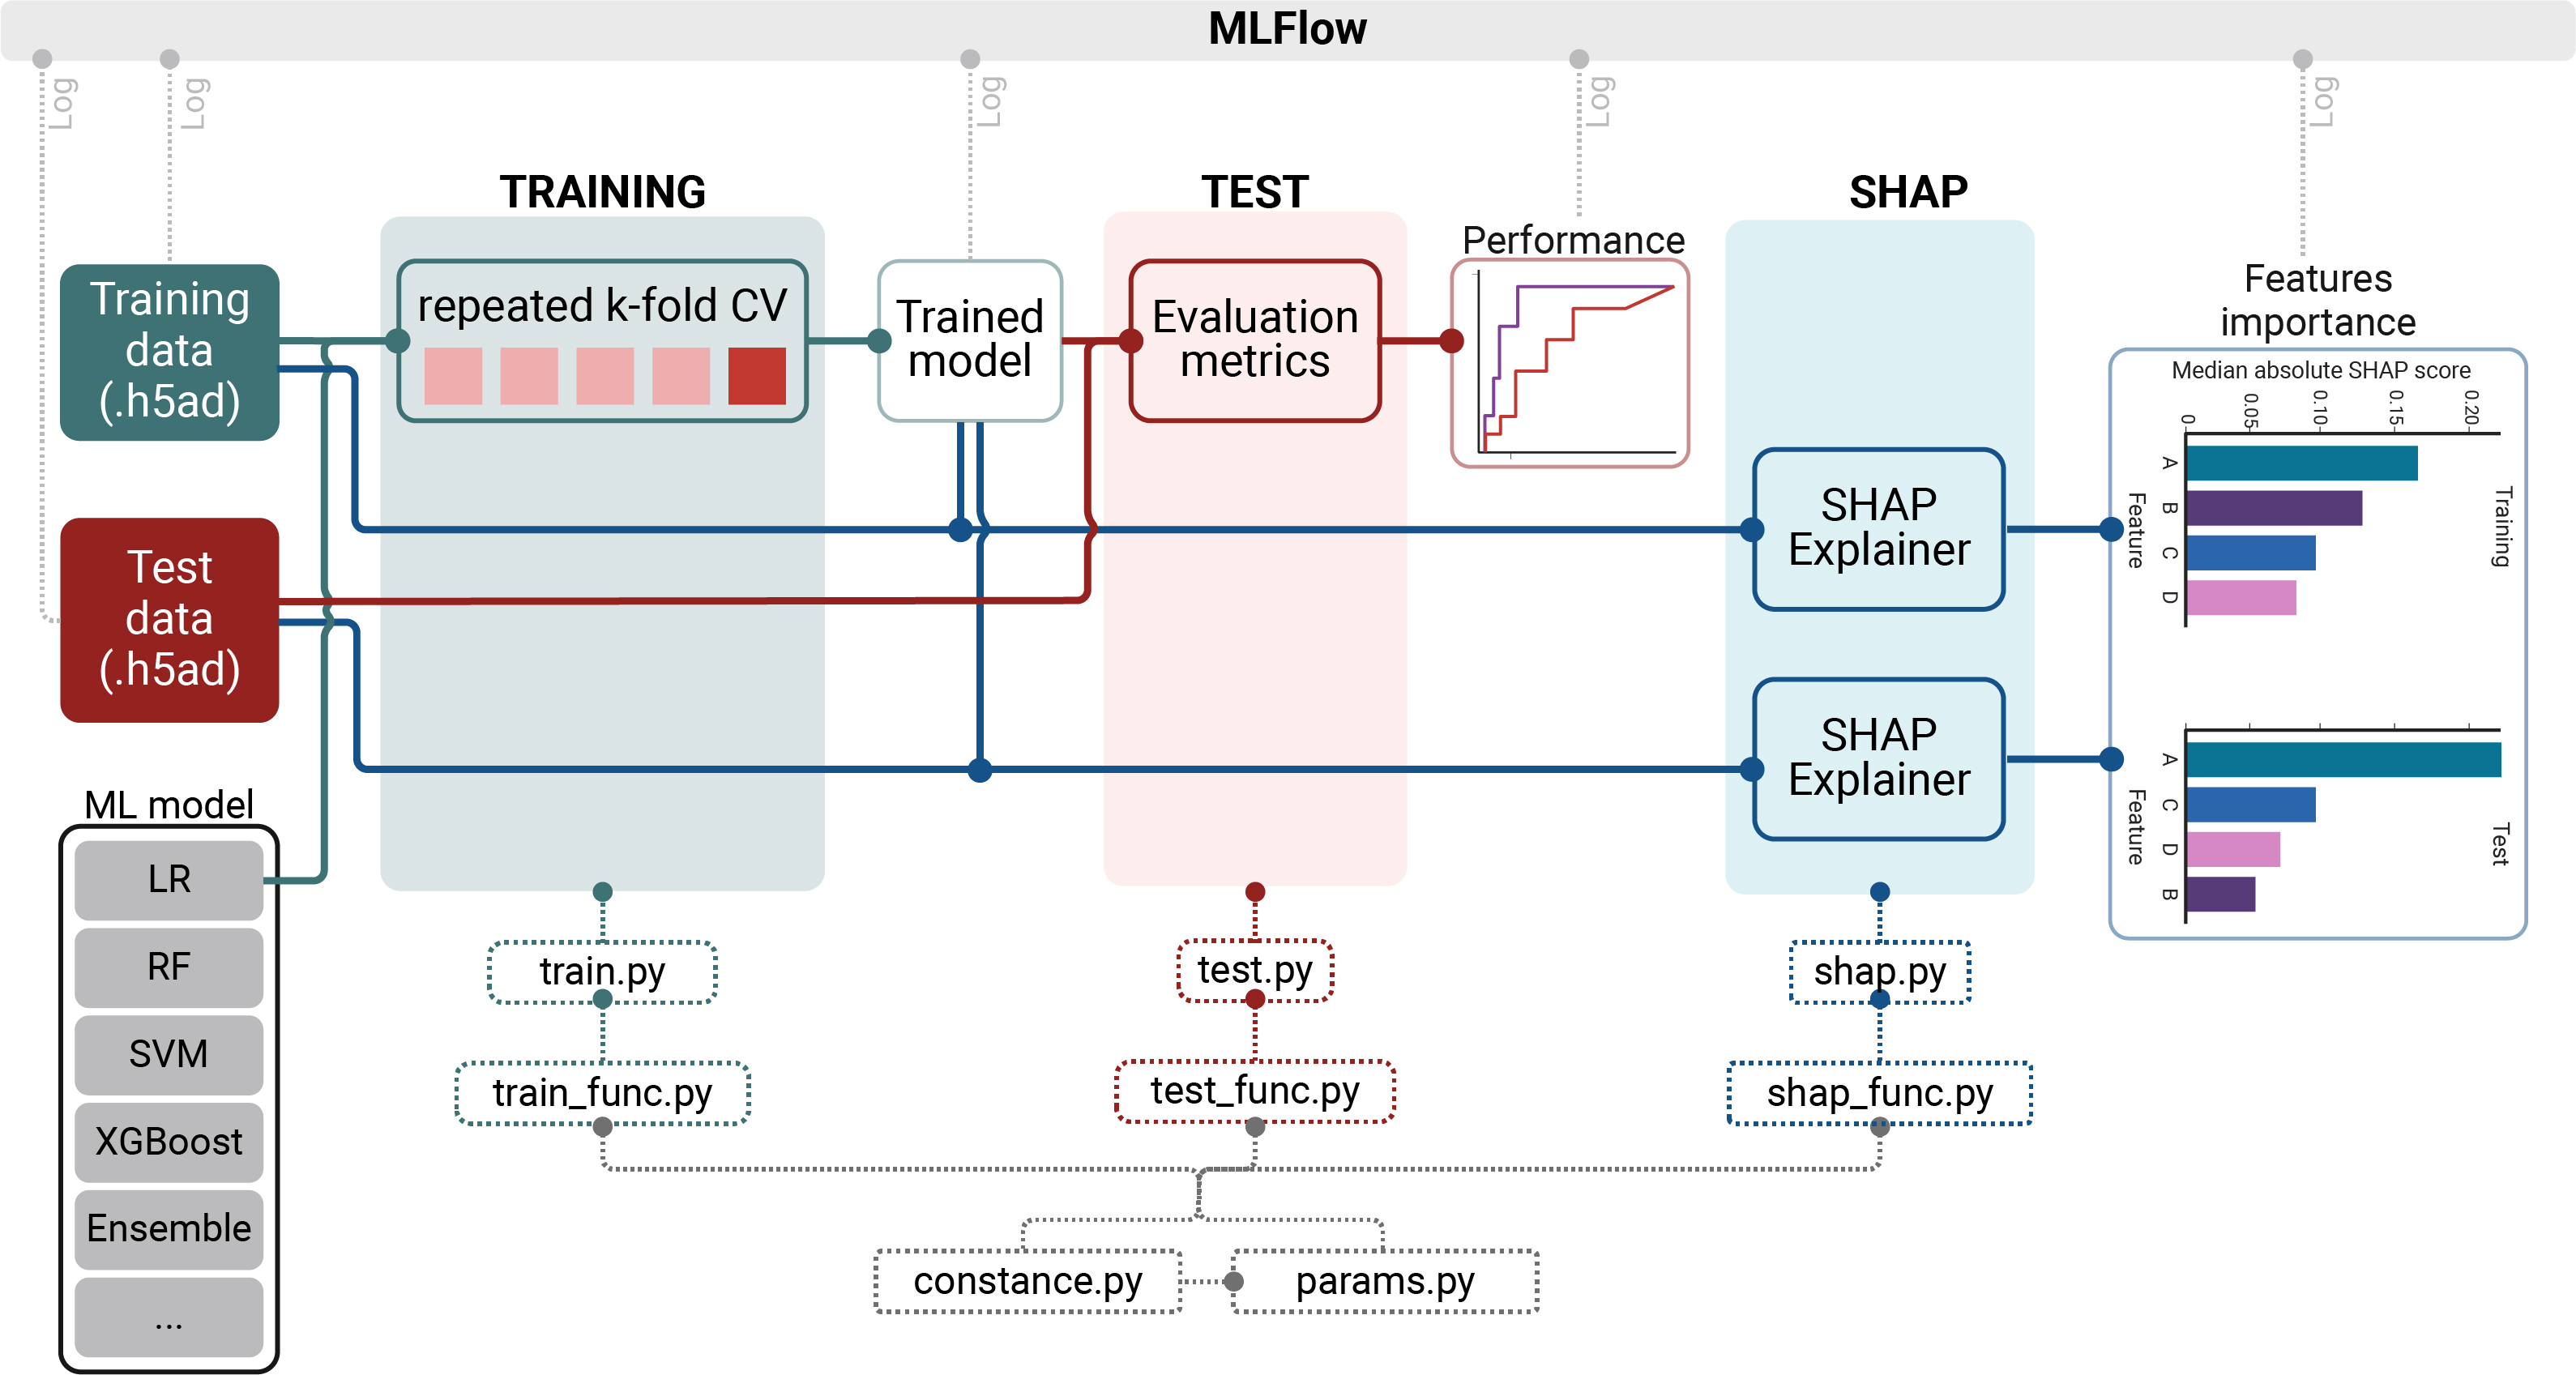 MLFlow
Log
Log
Log
Log
Log
TRAINING
TEST
SHAP
Training
data
(.h5ad)
repeated k-fold CV
Trained
model
Evaluation
metrics
Performance
Features
importance
Median absolute SHAP score
0
0.05
0.10
0.15
0.20
A
B
C
D
Feature
Training
SHAP
Explainer
Test
data
(.h5ad)
SHAP
Explainer
A
C
D
B
Feature
Test
ML model
LR
RF
SVM
XGBoost
Ensemble
...
train.py
test.py
shap.py
train_func.py
test_func.py
shap_func.py
constance.py
params.py